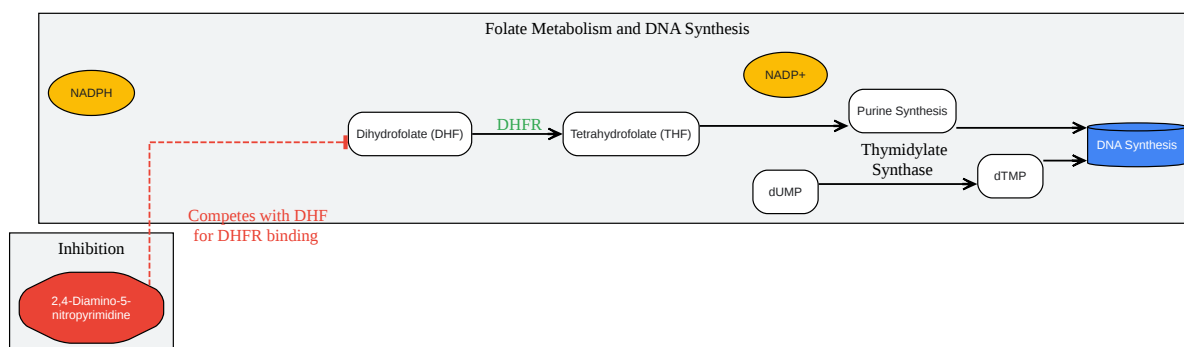 Folate Metabolism and DNA Synthesis
NADPH
NADP+
Dihydrofolate (DHF)
DHFR
Tetrahydrofolate (THF)
Purine Synthesis
Thymidylate
Synthase
DNA Synthesis
dUMP
dTMP
Competes with DHF
for DHFR binding
Inhibition
2,4-Diamino-5-
nitropyrimidine